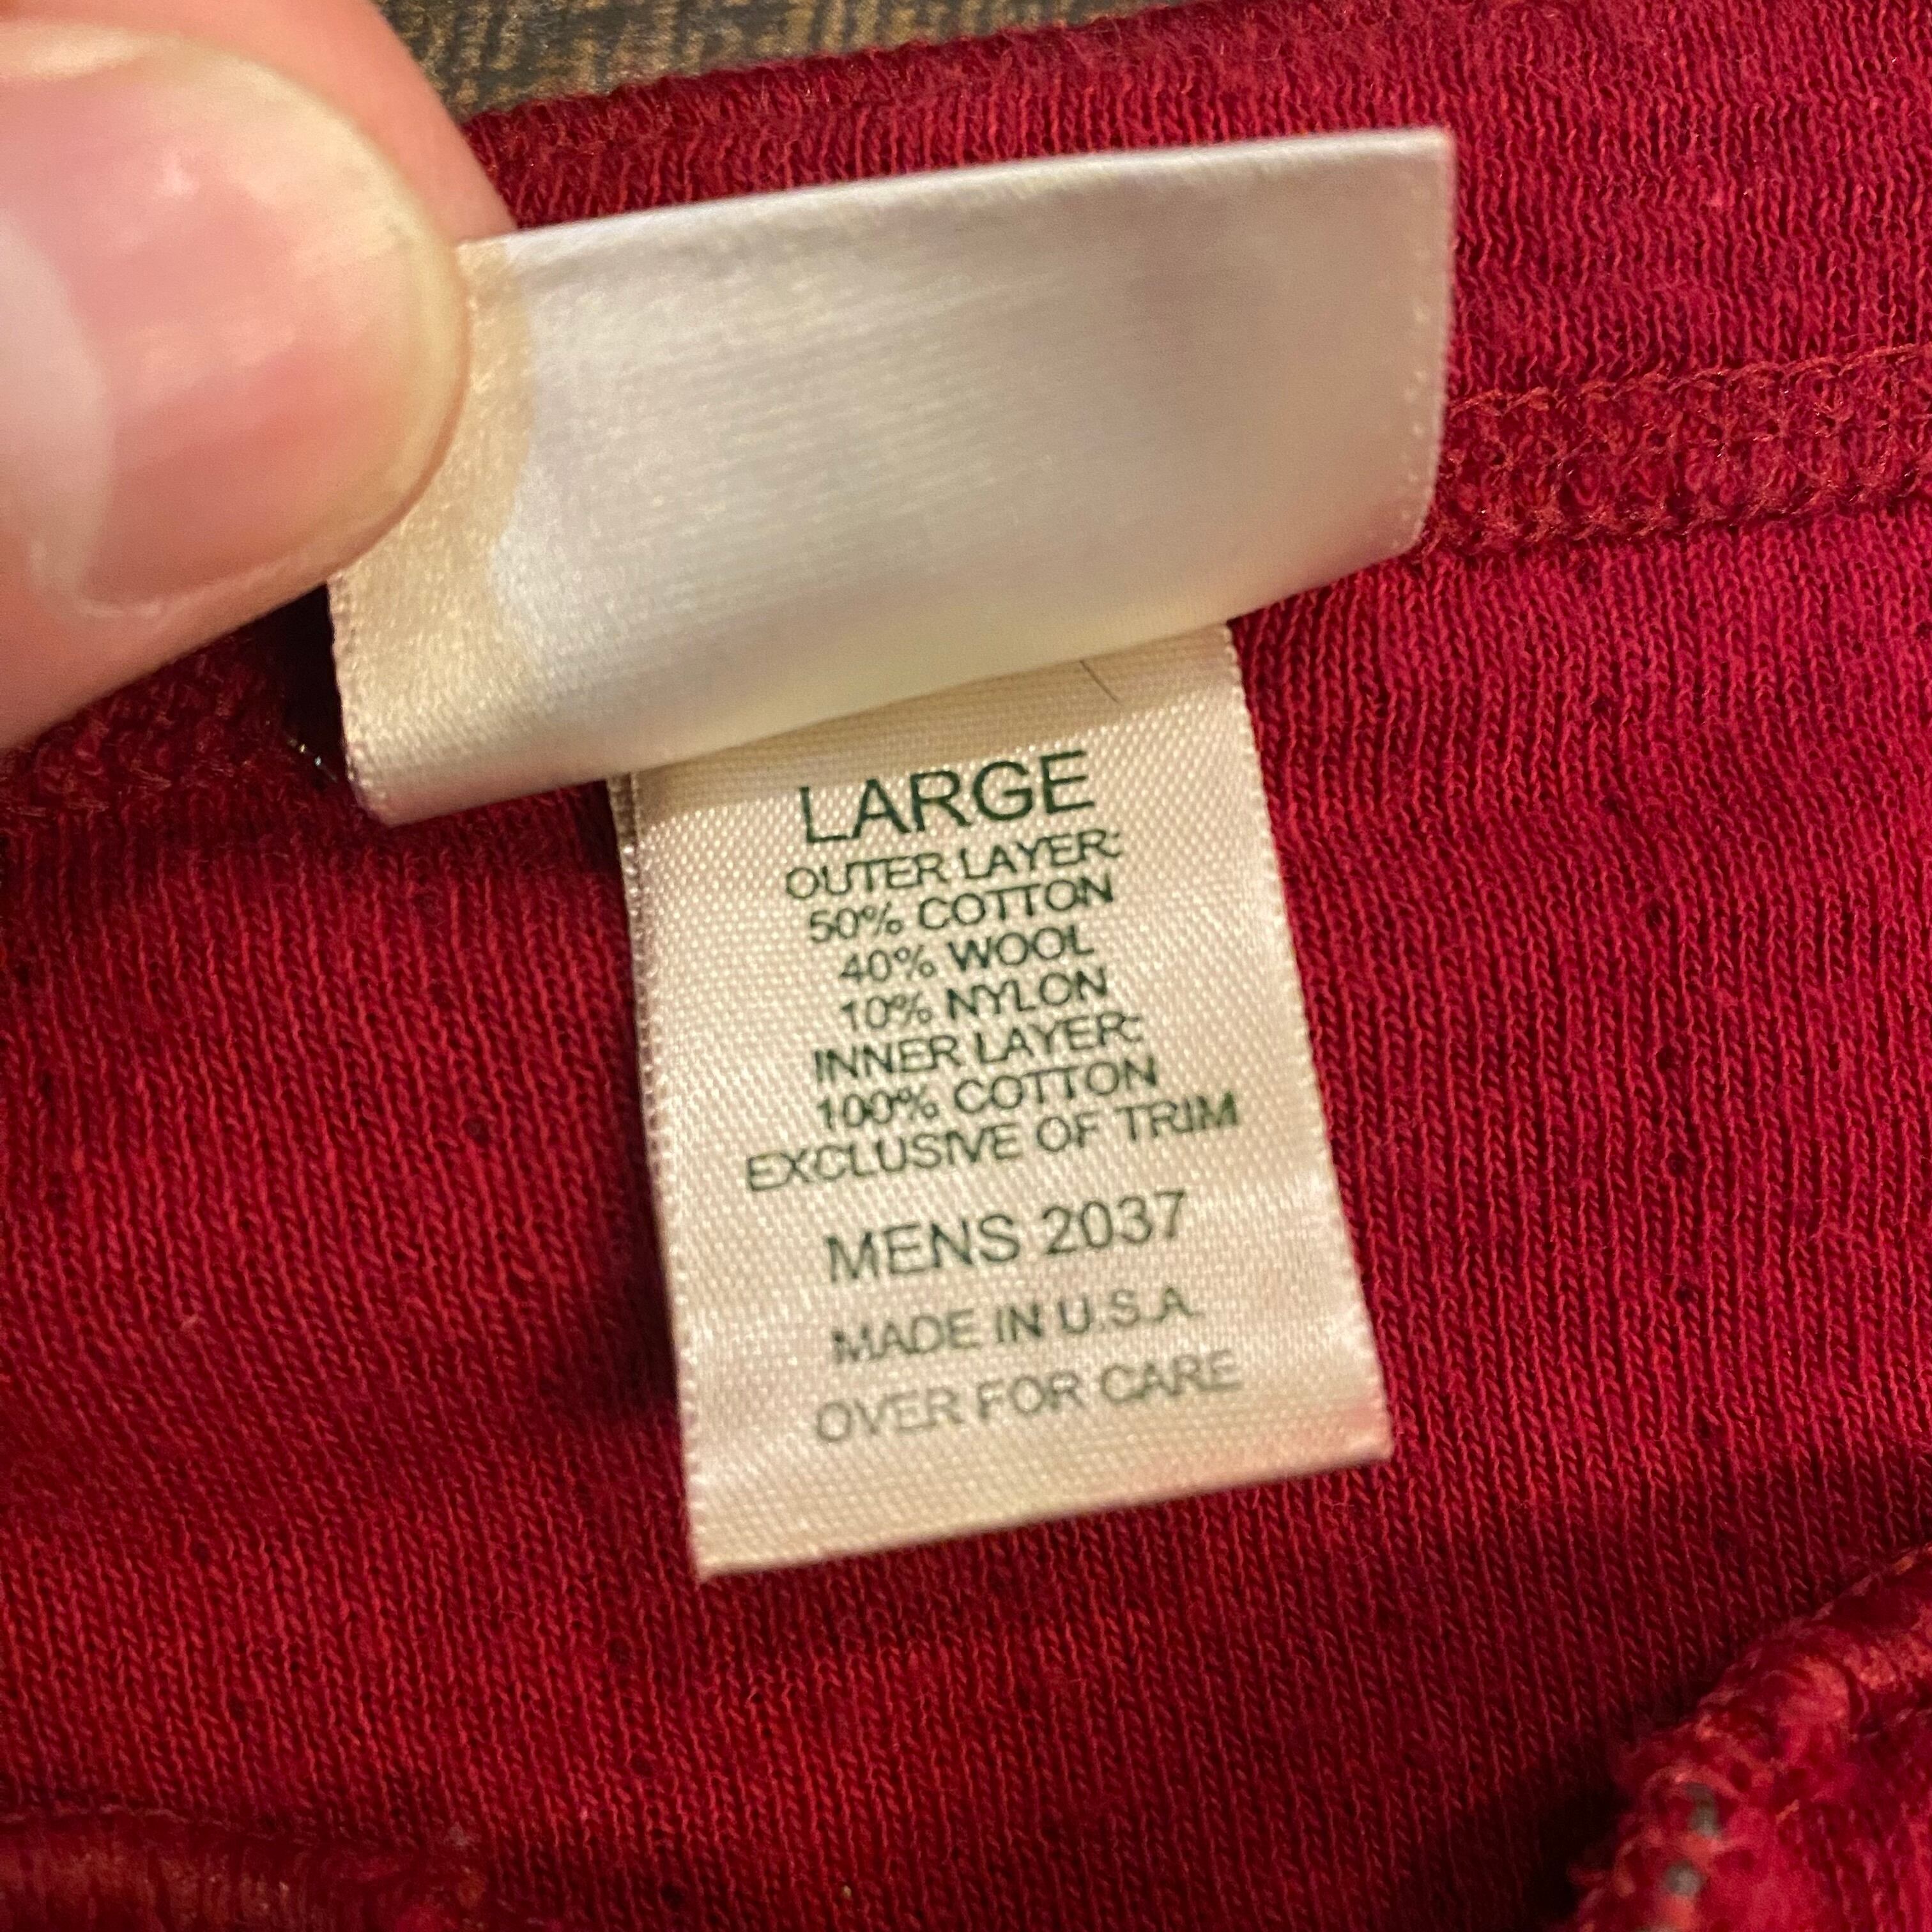 LARGE
OUTER LAYER:
50% COTTON
40% WOOL
10% NYLON
INNER LAYER:
100% COTTON
EXCLUSIVE OF TRIM
MENS 2037
MADE IN U.S.A.
OVER FOR CARE